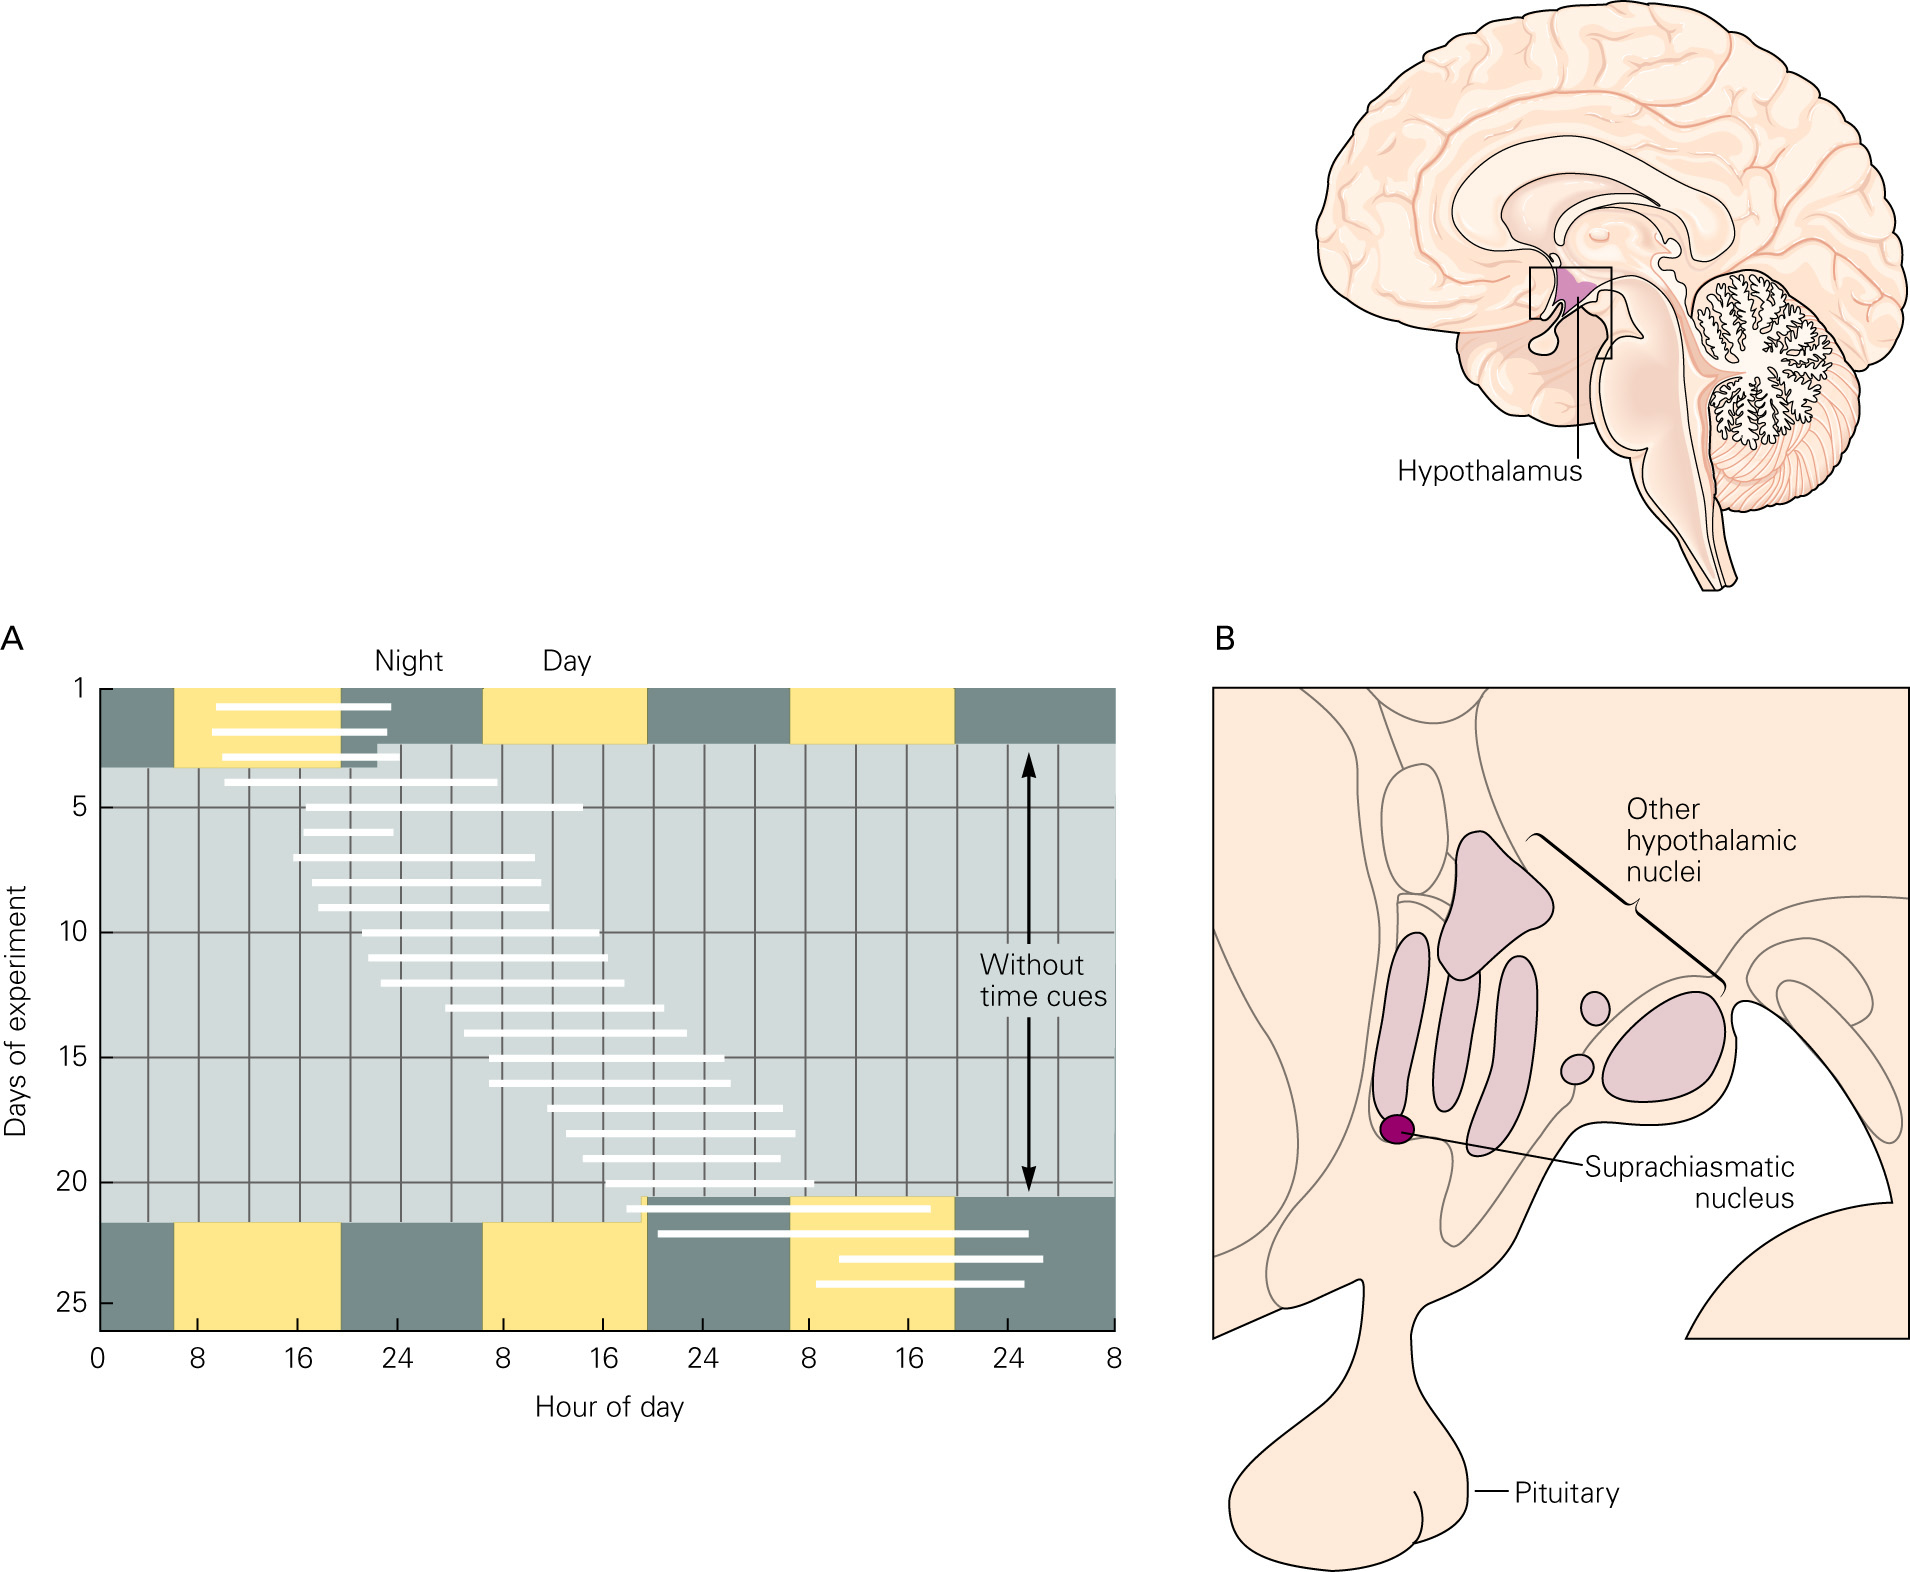 Hypothalamus
A
Night Day
1
5
10
15
20
25
Days of experiment
Without
time cues
0 8 16 24 8 16 24 8 16 24 8
Hour of day
B
Other
hypothalamic
nuclei
Suprachiasmatic
nucleus
Pituitary